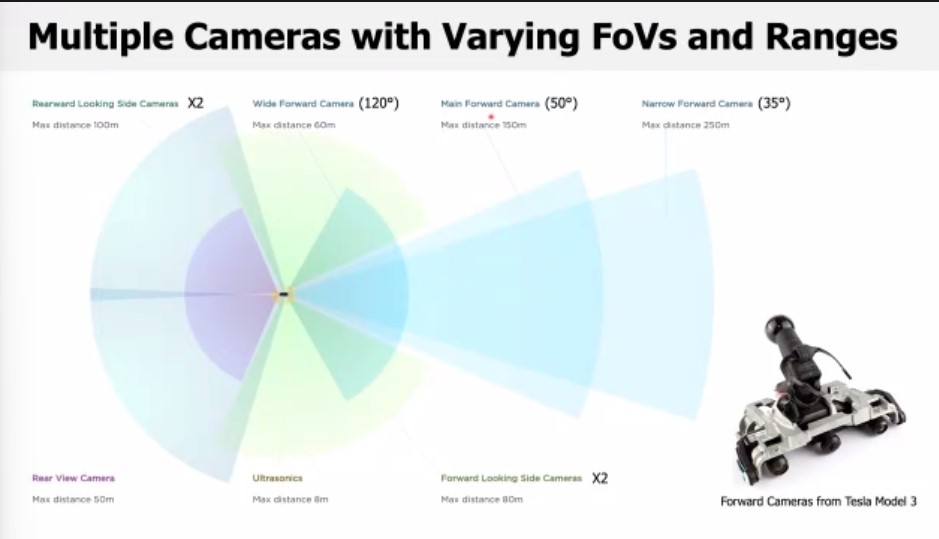 Multiple Cameras with Varying FoVs and Ranges
Rearward Looking Side Cameras X2
Max distance 100m
Wide Forward Camera (120°)
Max distance 60m
Main Forward Camera (50°)
Max distance 150m
Narrow Forward Camera (35°)
Max distance 250m
Rear View Camera
Max distance 50m
Ultrasonics
Max distance 8m
Forward Looking Side Cameras X2
Max distance 80m
Forward Cameras from Tesla Model 3